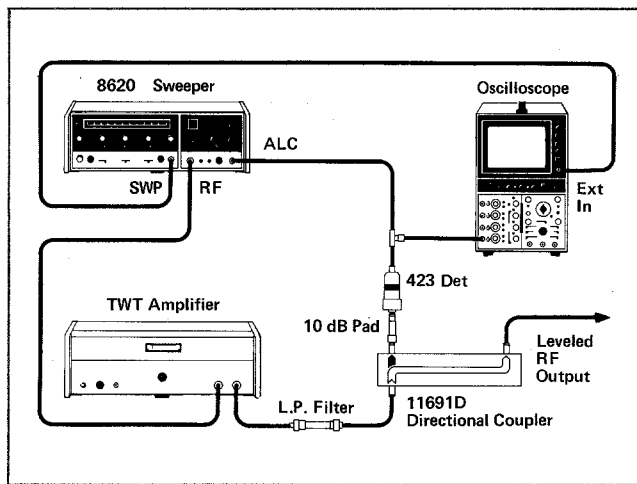 8620 Sweeper
Oscilloscope
ALC
SWP
RF
Ext
In
423 Det
TWT Amplifier
10 dB Pad
Leveled
RF
Output
L.P. Filter
11691D
Directional Coupler